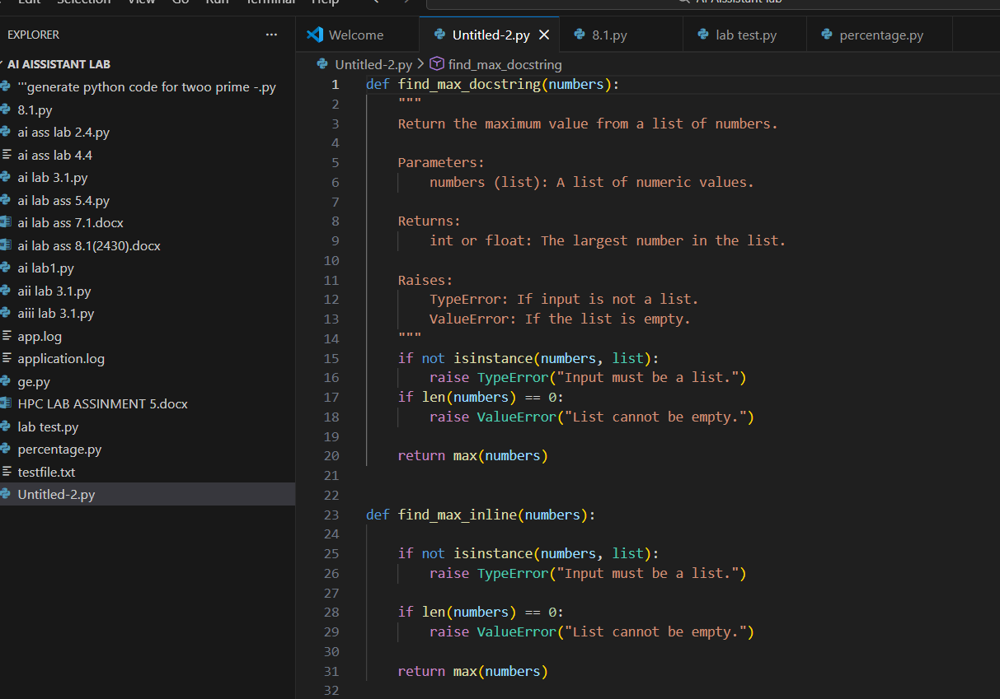 Edit Selection View Go Run Terminal Help
AI Aissistant lab
EXPLORER
Welcome
Untitled-2.py
8.1.py
lab test.py
percentage.py
AI AISSISTANT LAB
'''generate python code for twoo prime -.py
8.1.py
ai ass lab 2.4.py
ai ass lab 4.4
ai lab 3.1.py
ai lab ass 5.4.py
ai lab ass 7.1.docx
ai lab ass 8.1(2430).docx
ai lab1.py
aii lab 3.1.py
aiii lab 3.1.py
app.log
application.log
ge.py
HPC LAB ASSINMENT 5.docx
lab test.py
percentage.py
testfile.txt
Untitled-2.py
Untitled-2.py > find_max_docstring
1 def find_max_docstring(numbers):
2 """
3 Return the maximum value from a list of numbers.
4
5 Parameters:
6 numbers (list): A list of numeric values.
7
8 Returns:
9 int or float: The largest number in the list.
10
11 Raises:
12 TypeError: If input is not a list.
13 ValueError: If the list is empty.
14 """
15 if not isinstance(numbers, list):
16 raise TypeError("Input must be a list.")
17 if len(numbers) == 0:
18 raise ValueError("List cannot be empty.")
19
20 return max(numbers)
21
22
23 def find_max_inline(numbers):
24
25 if not isinstance(numbers, list):
26 raise TypeError("Input must be a list.")
27
28 if len(numbers) == 0:
29 raise ValueError("List cannot be empty.")
30
31 return max(numbers)
32